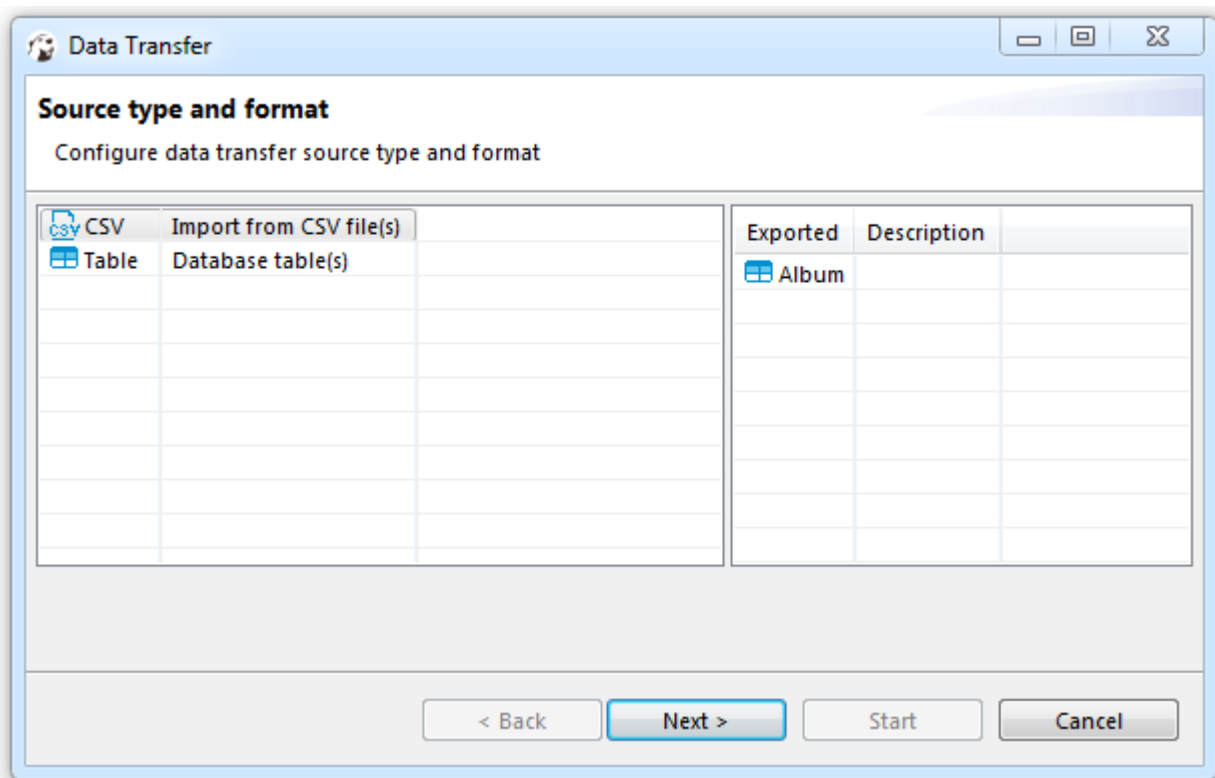 Data Transfer
Source type and format
Configure data transfer source type and format
CSV Import from CSV file(s)
Table Database table(s)
Exported Description
Album
< Back Next > Start Cancel